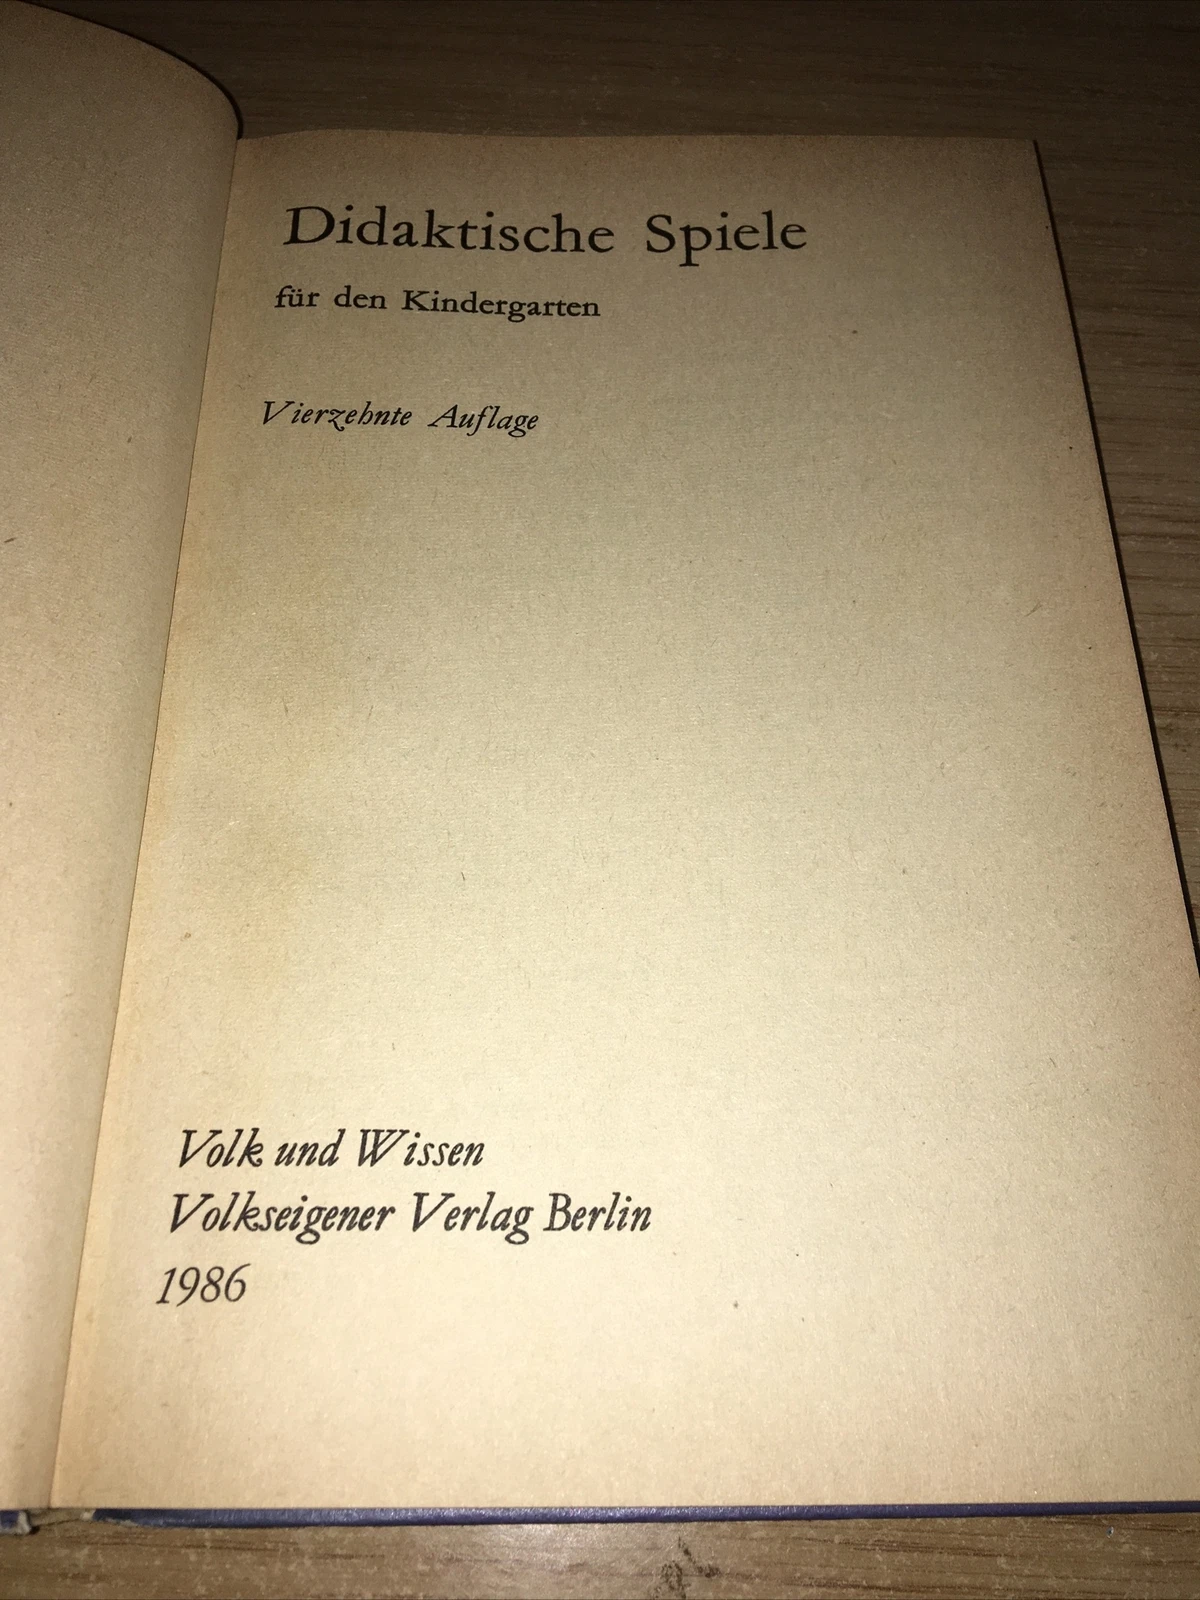 Didaktische Spiele
für den Kindergarten
Vierzehnte Auflage
Volk und Wissen
Volkseigener Verlag Berlin
1986